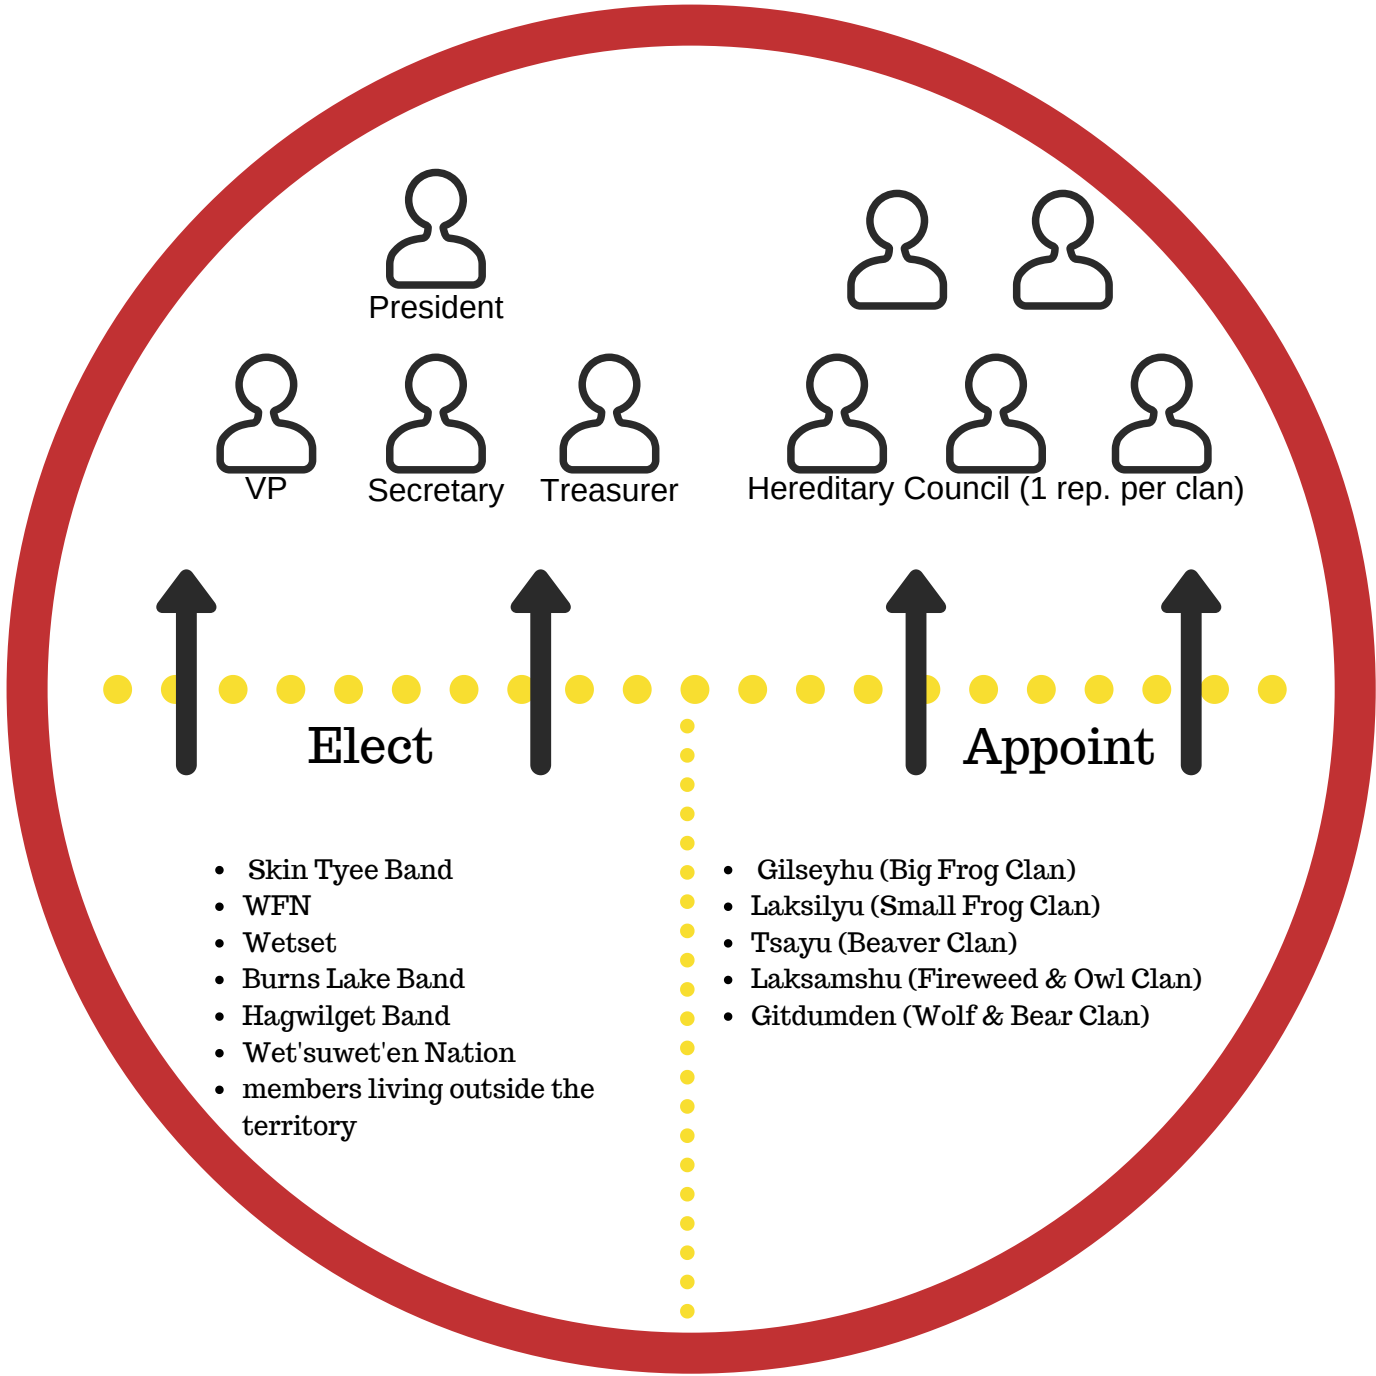 President
VP
Secretary
Treasurer
Hereditary Council (1 rep. per clan)
Elect
Appoint
• Skin Tyee Band
• WFN
• Wetset
• Burns Lake Band
• Hagwilget Band
• Wet'suwet'en Nation
• members living outside the
territory
• Gilseyhu (Big Frog Clan)
• Laksilyu (Small Frog Clan)
• Tsayu (Beaver Clan)
• Laksamshu (Fireweed & Owl Clan)
• Gitdumden (Wolf & Bear Clan)